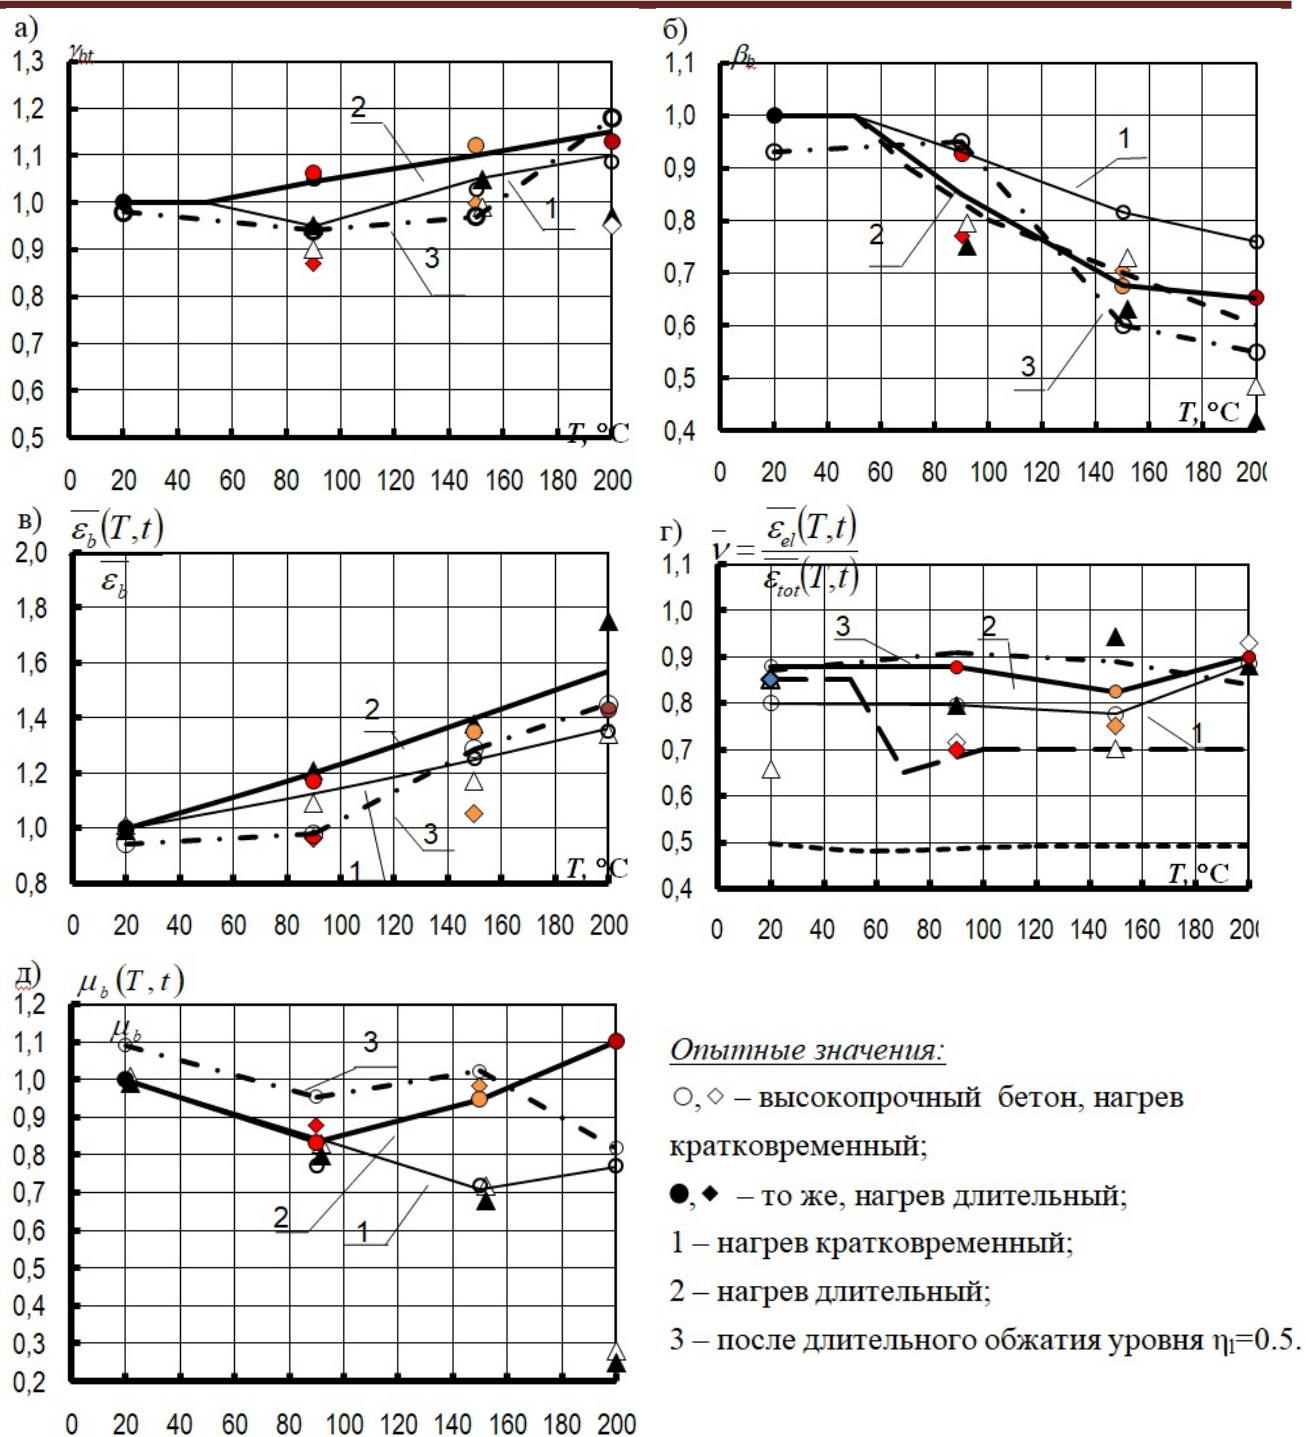 а)
γbt
1,3
1,2
1,1
1,0
0,9
0,8
0,7
0,6
0,5
2
1
3
T, °C
0 20 40 60 80 100 120 140 160 180 200
б)
βb
1,1
1,0
0,9
0,8
0,7
0,6
0,5
0,4
1
2
3
T, °C
0 20 40 60 80 100 120 140 160 180 200
в)
εb(T,t)
εb
2,0
1,8
1,6
1,4
1,2
1,0
0,8
2
3
1
T, °C
0 20 40 60 80 100 120 140 160 180 200
г)
ν = εel(T,t)
εtot(T,t)
1,1
1,0
0,9
0,8
0,7
0,6
0,5
0,4
3
2
1
T, °C
0 20 40 60 80 100 120 140 160 180 200
д)
μb(T,t)
μb
1,2
1,1
1,0
0,9
0,8
0,7
0,6
0,5
0,4
0,3
0,2
3
2
1
0 20 40 60 80 100 120 140 160 180 200
Опытные значения:
○,◇ – высокопрочный бетон, нагрев
кратковременный;
●,◆ – то же, нагрев длительный;
1 – нагрев кратковременный;
2 – нагрев длительный;
3 – после длительного обжатия уровня η1=0.5.